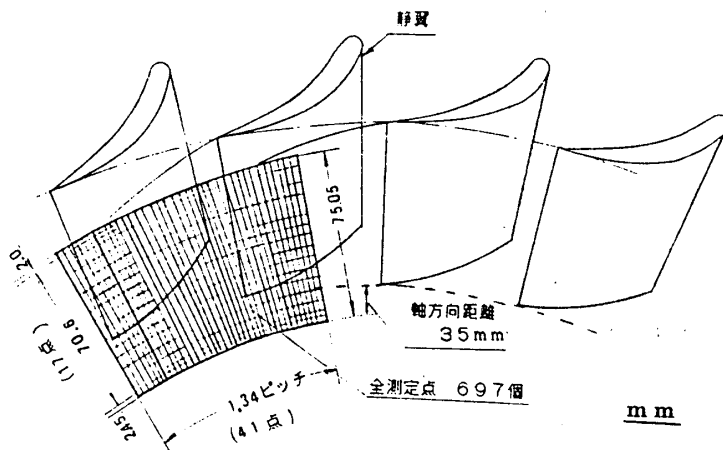 静翼
75.05
2.0
70.6
(17点)
2.45
1.34ピッチ
(41点)
軸方向距離
35mm
全測定点 697個
mm